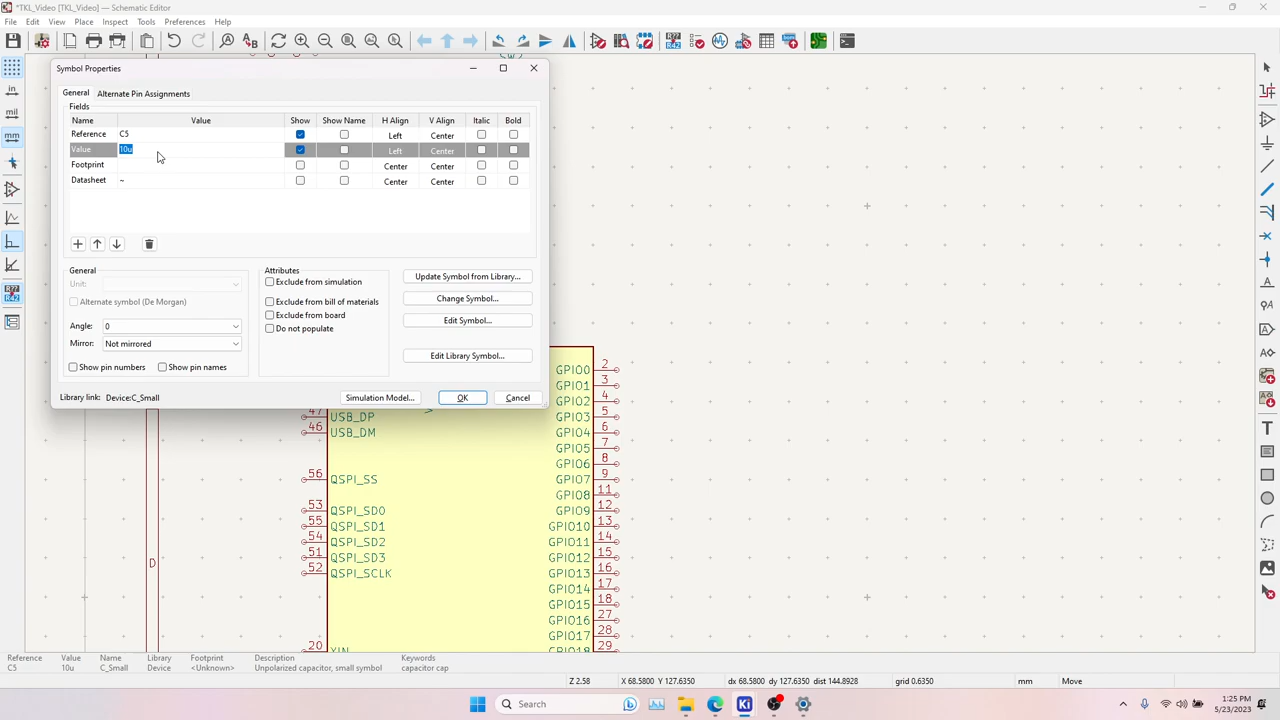 *TKL_Video [TKL_Video] — Schematic Editor
File Edit View Place Inspect Tools Preferences Help
Symbol Properties
General Alternate Pin Assignments
Fields
Name Value Show Show Name H Align V Align Italic Bold
Reference C5 Left Center
Value 10u Left Center
Footprint Center Center
Datasheet ~ Center Center
General
Unit:
Alternate symbol (De Morgan)
Angle: 0
Mirror: Not mirrored
Show pin numbers Show pin names
Attributes
Exclude from simulation
Exclude from bill of materials
Exclude from board
Do not populate
Update Symbol from Library...
Change Symbol...
Edit Symbol...
Edit Library Symbol...
Library link: Device:C_Small
Simulation Model...
OK
Cancel
in
mil
mm
47 USB_DP
46 USB_DM
56 QSPI_SS
53 QSPI_SD0
55 QSPI_SD1
54 QSPI_SD2
51 QSPI_SD3
52 QSPI_SCLK
20 XIN
D
GPIO0 2
GPIO1 3
GPIO2 4
GPIO3 5
GPIO4 6
GPIO5 7
GPIO6 8
GPIO7 9
GPIO8 11
GPIO9 12
GPIO10 13
GPIO11 14
GPIO12 15
GPIO13 16
GPIO14 17
GPIO15 18
GPIO16 27
GPIO17 28
GPIO18 29
Reference Value Name Library Footprint Description Keywords
C5 10u C_Small Device <Unknown> Unpolarized capacitor, small symbol capacitor cap
Z 2.58 X 68.5800 Y 127.6350 dx 68.5800 dy 127.6350 dist 144.8928 grid 0.6350 mm Move
Search
Ki
1:25 PM
5/23/2023